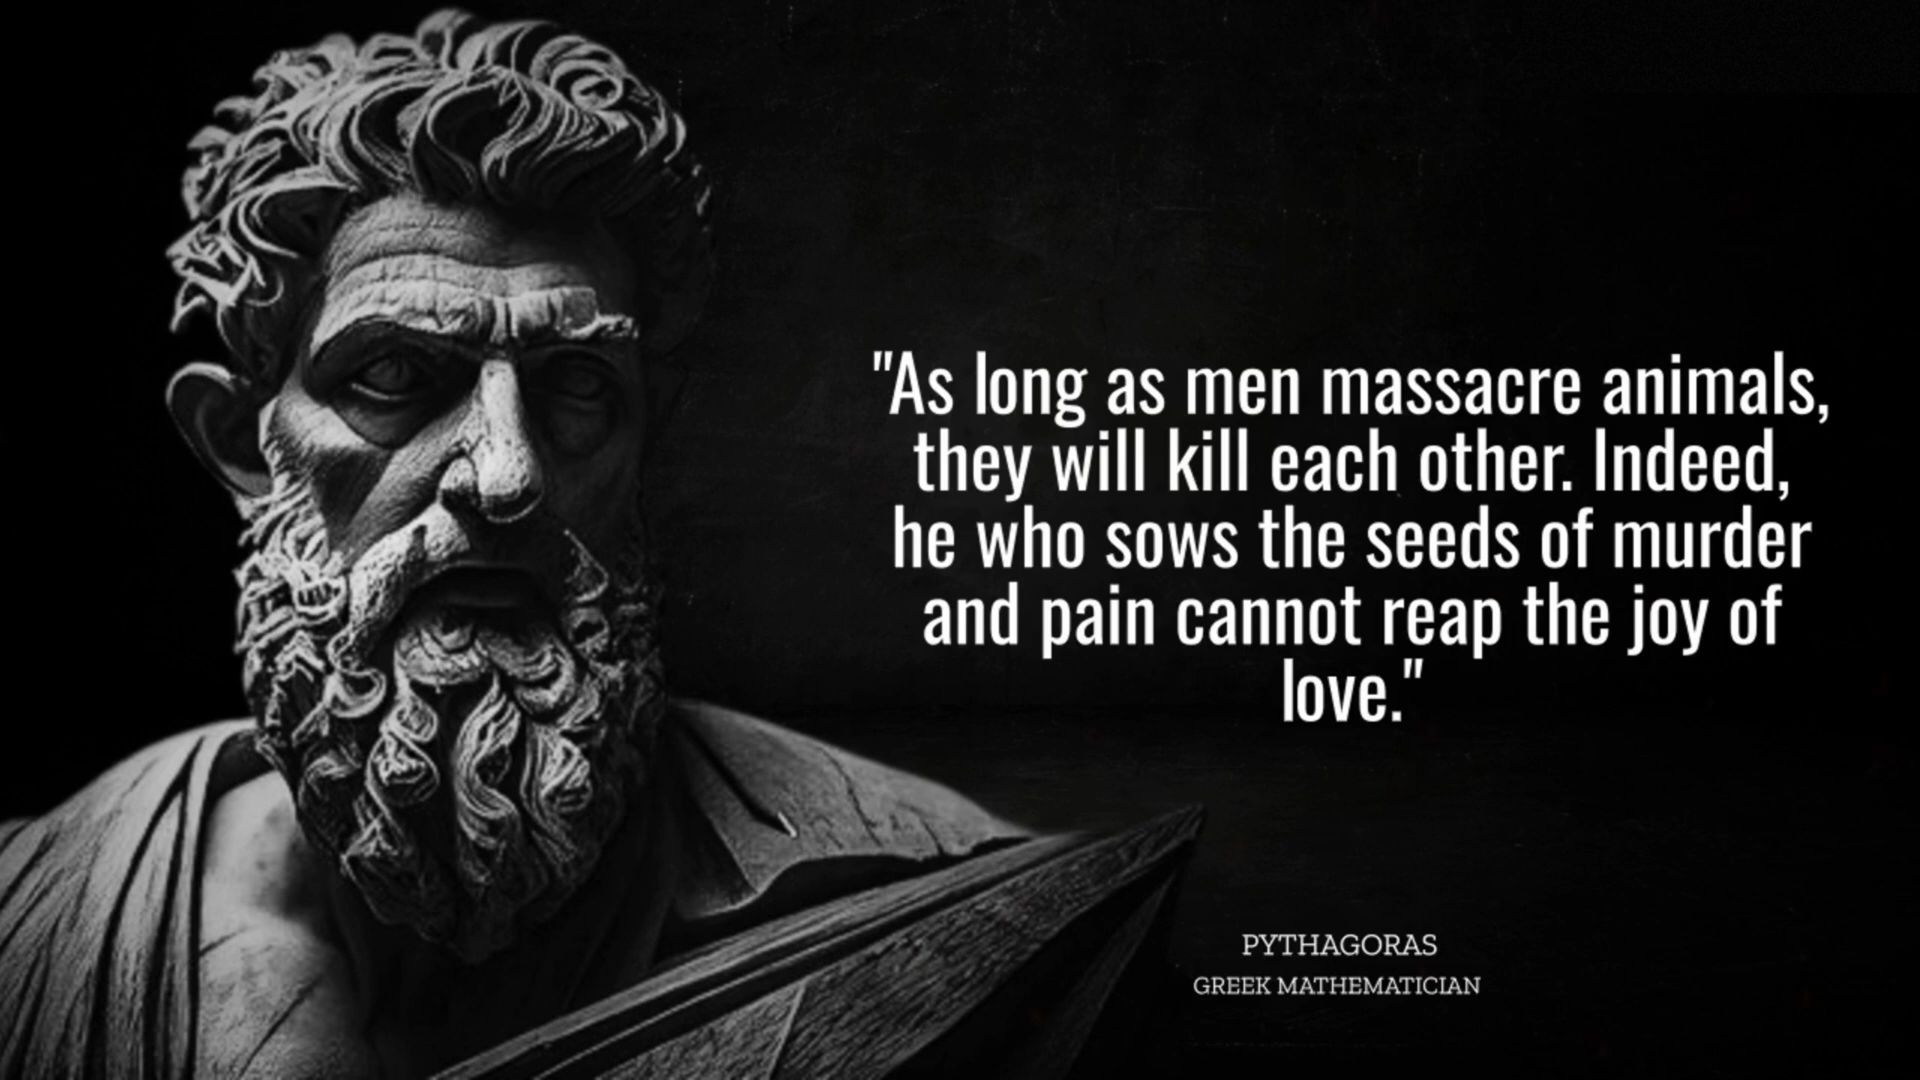 "As long as men massacre animals,
they will kill each other. Indeed,
he who sows the seeds of murder
and pain cannot reap the joy of
love."
PYTHAGORAS
GREEK MATHEMATICIAN